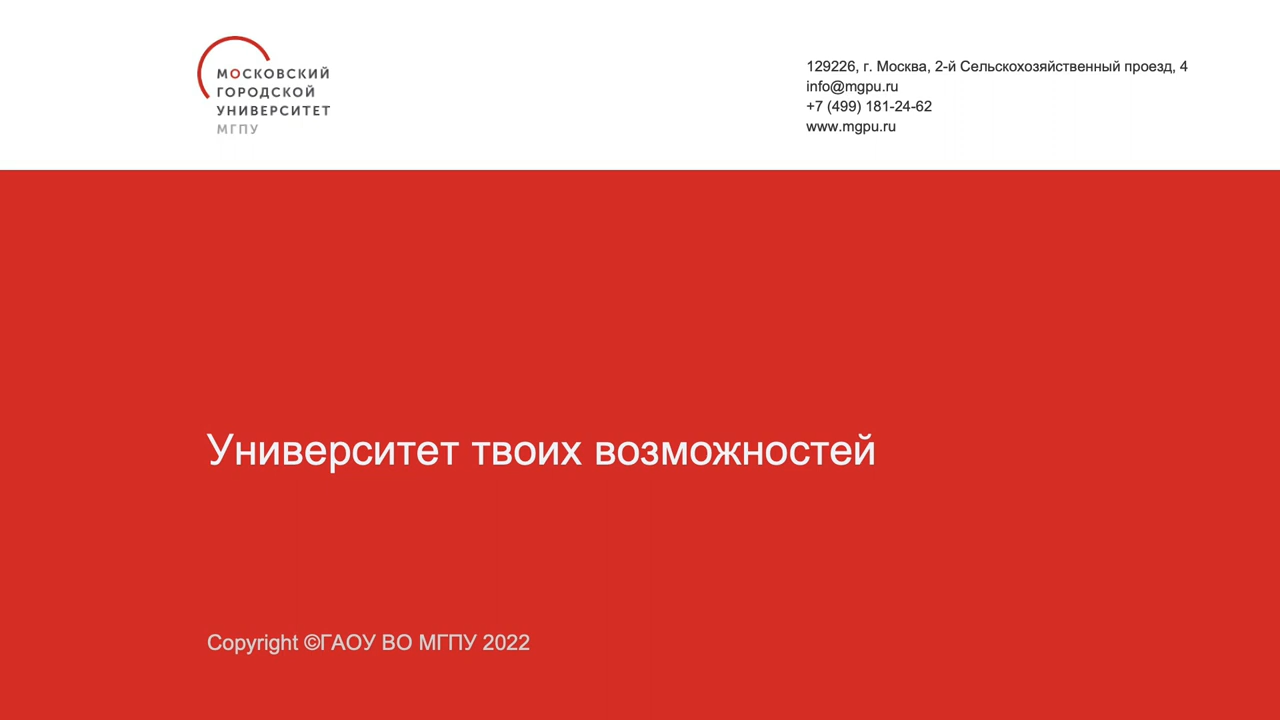 МОСКОВСКИЙ
ГОРОДСКОЙ
УНИВЕРСИТЕТ
МГПУ
129226, г. Москва, 2-й Сельскохозяйственный проезд, 4
info@mgpu.ru
+7 (499) 181-24-62
www.mgpu.ru
Университет твоих возможностей
Copyright ©ГАОУ ВО МГПУ 2022